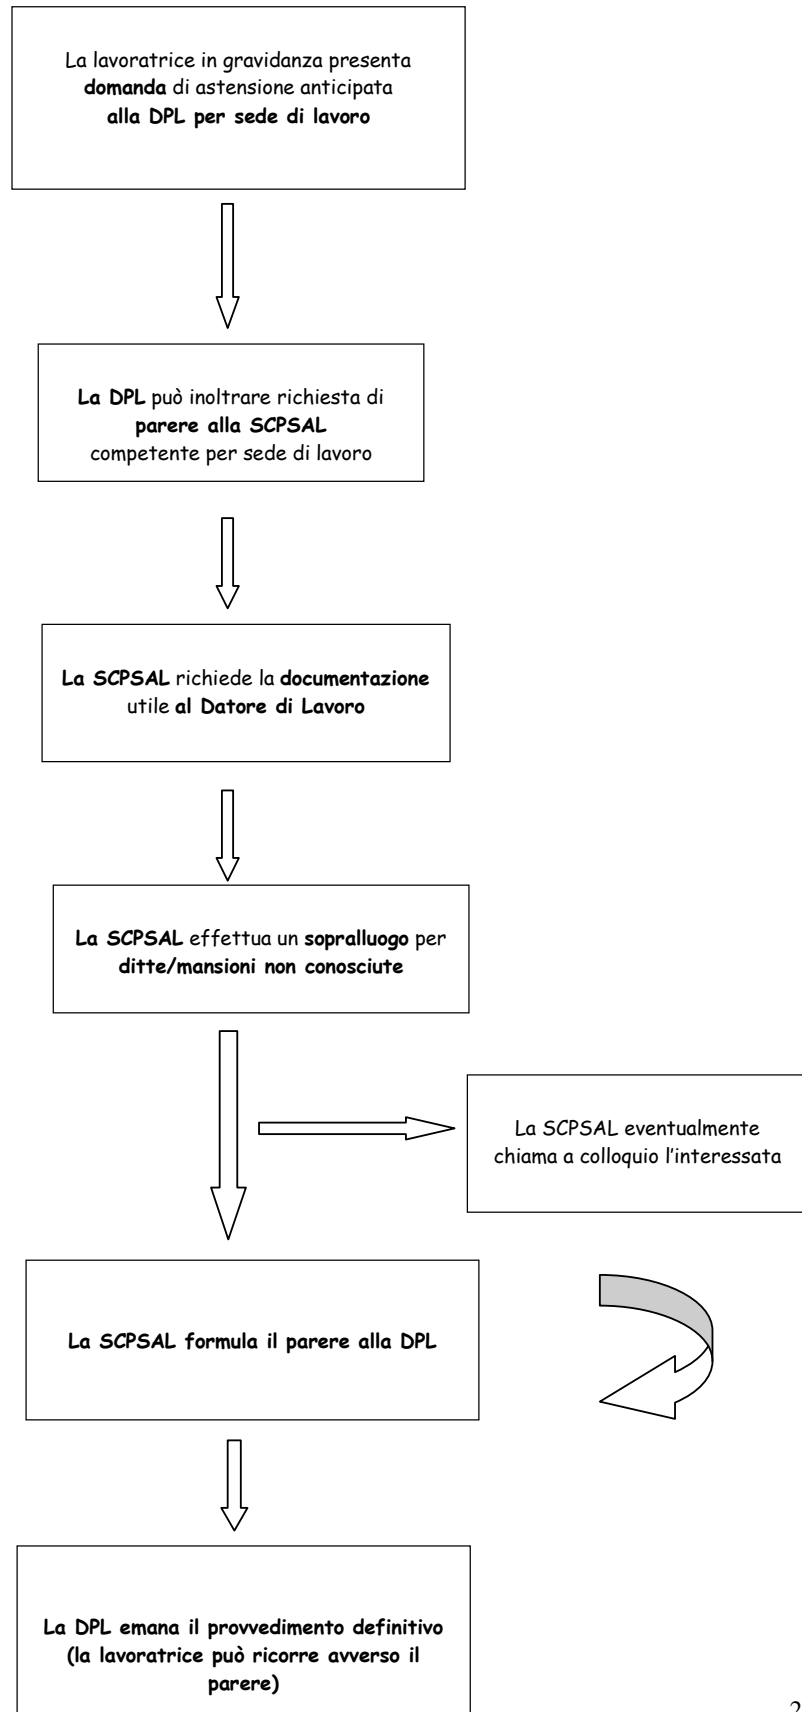 La lavoratrice in gravidanza presenta
domanda di astensione anticipata
alla DPL per sede di lavoro
La DPL può inoltrare richiesta di
parere alla SCPSAL
competente per sede di lavoro
La SCPSAL richiede la documentazione
utile al Datore di Lavoro
La SCPSAL effettua un sopralluogo per
ditte/mansioni non conosciute
La SCPSAL eventualmente
chiama a colloquio l'interessata
La SCPSAL formula il parere alla DPL
La DPL emana il provvedimento definitivo
(la lavoratrice può ricorre avverso il
parere)
2